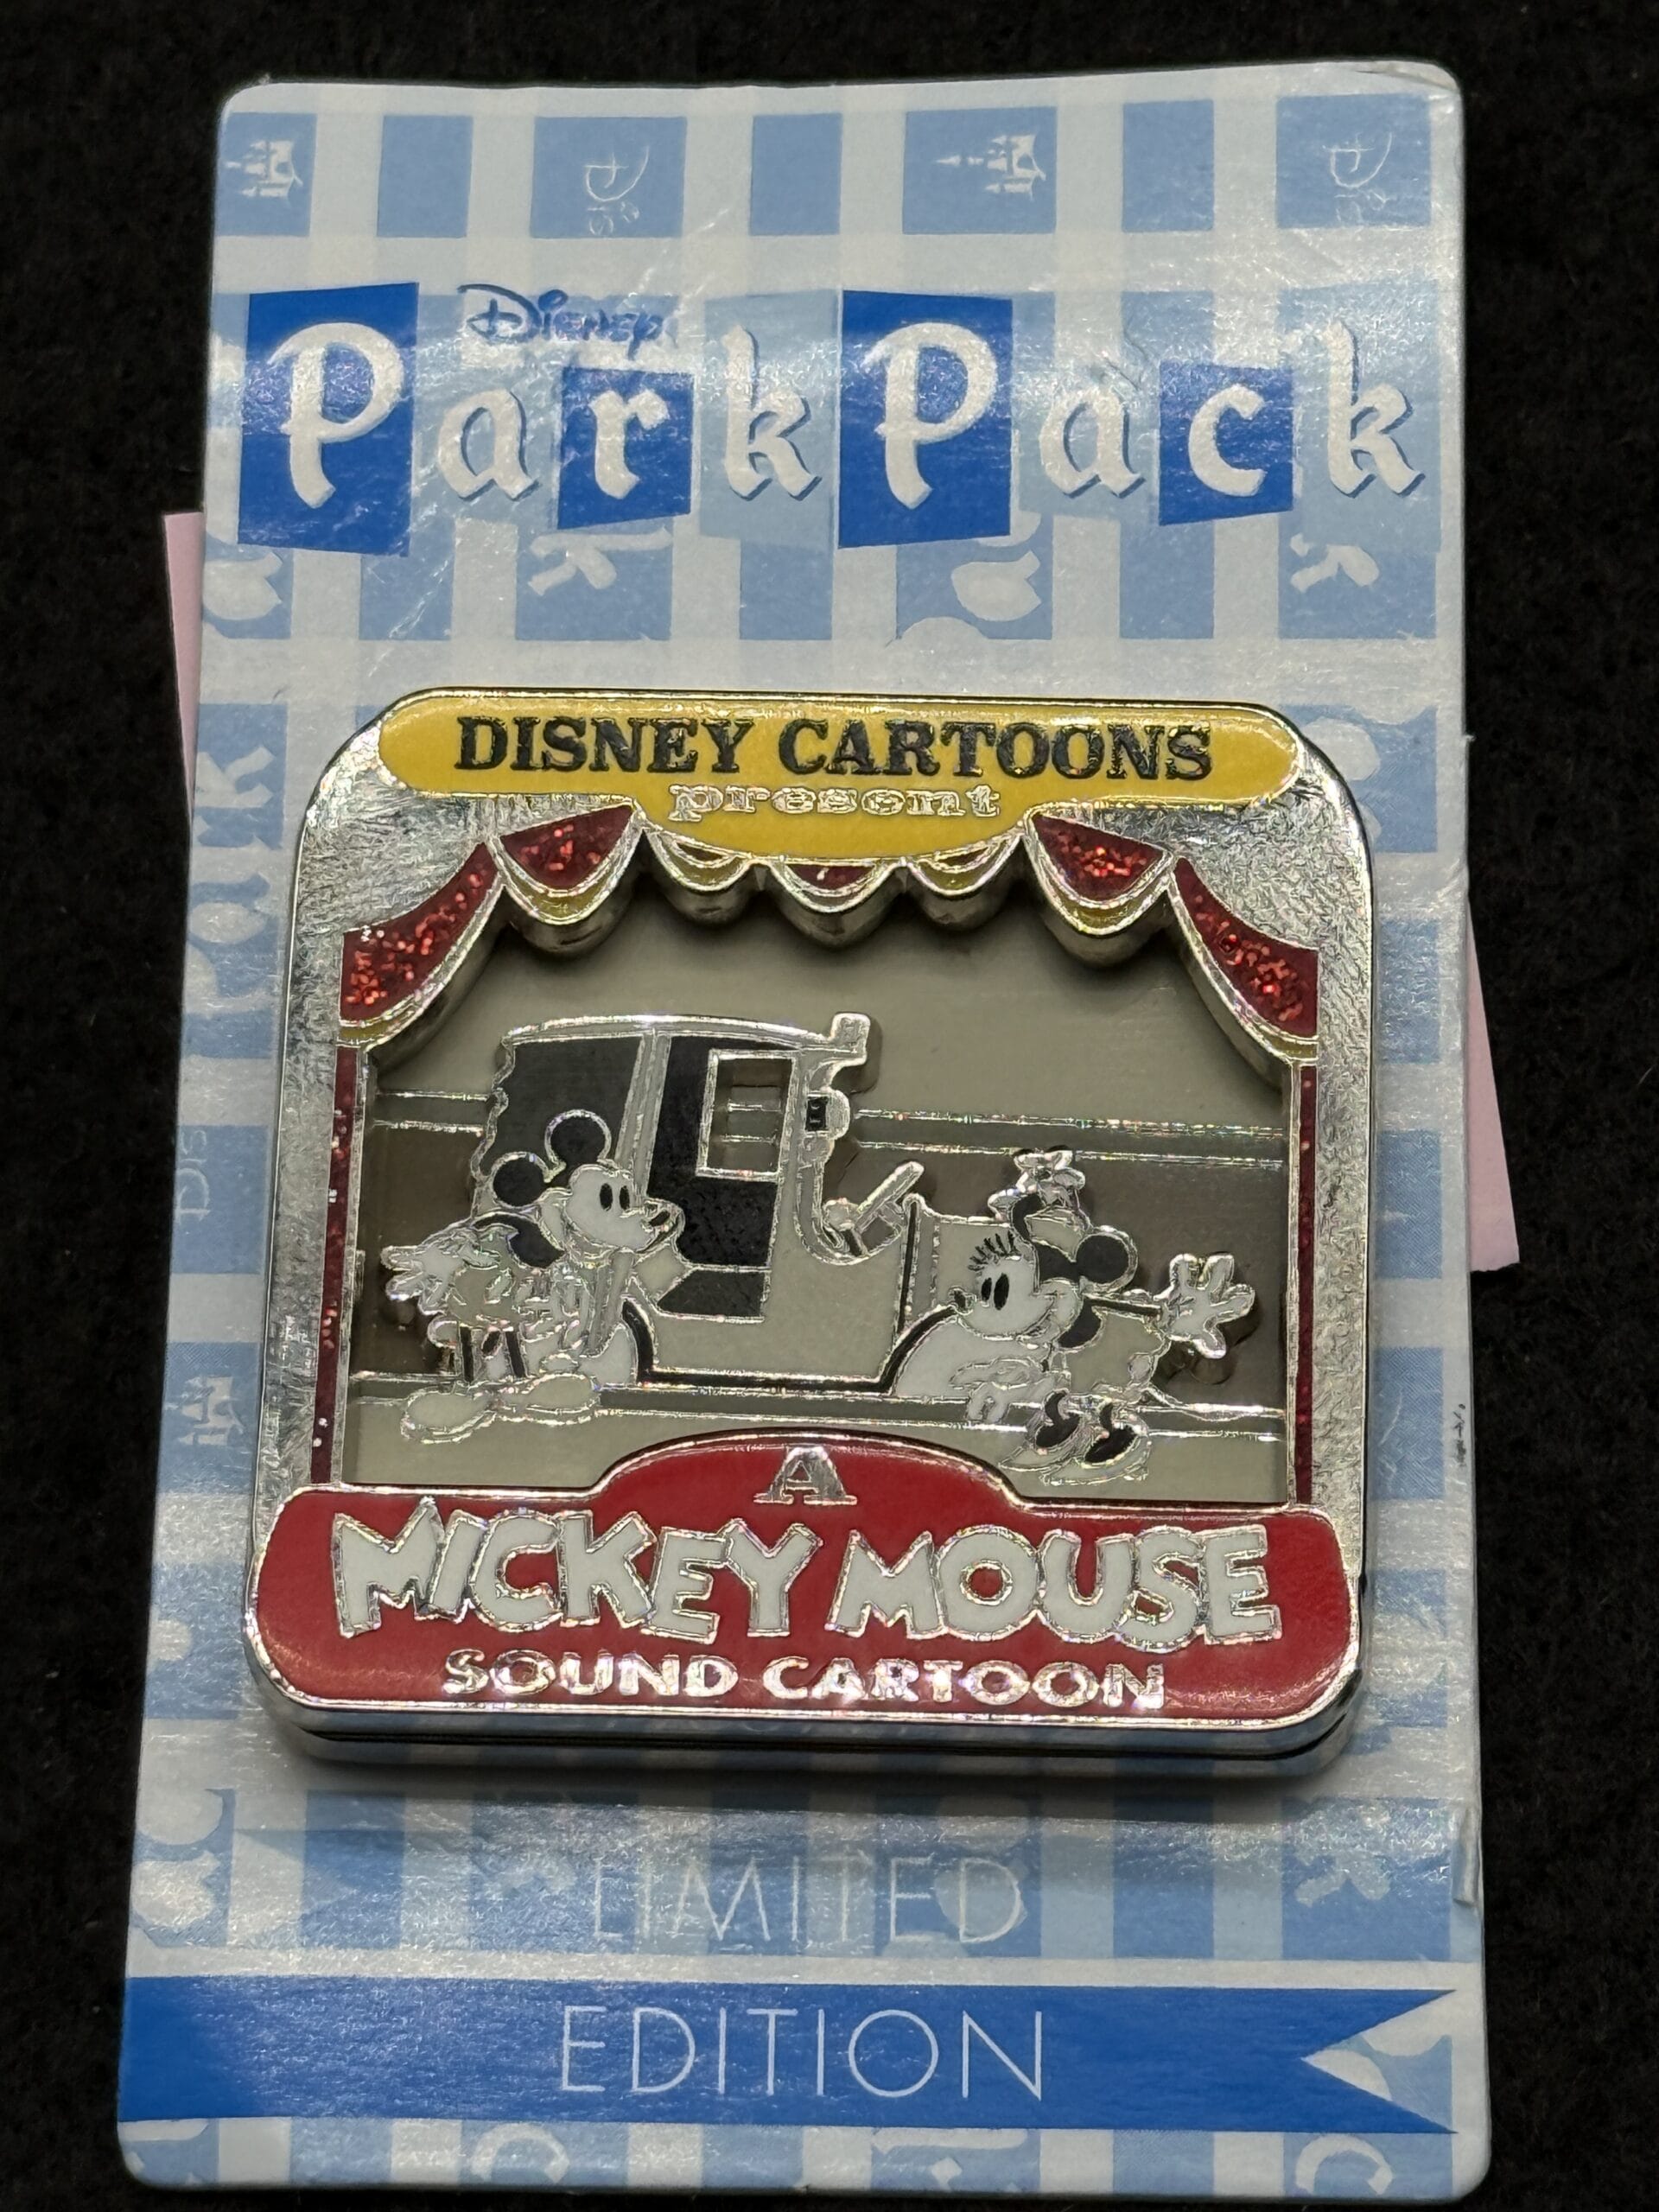 Disney
Park Pack
DISNEY CARTOONS
present
A
MICKEY MOUSE
SOUND CARTOON
LIMITED
EDITION